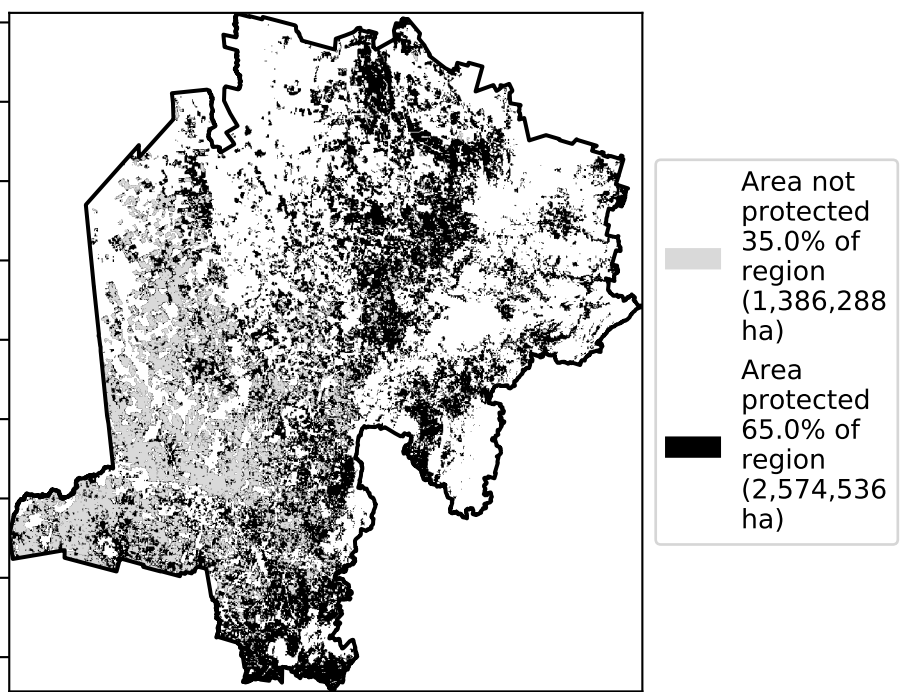 Area not
protected
35.0% of
region
(1,386,288
ha)
Area
protected
65.0% of
region
(2,574,536
ha)